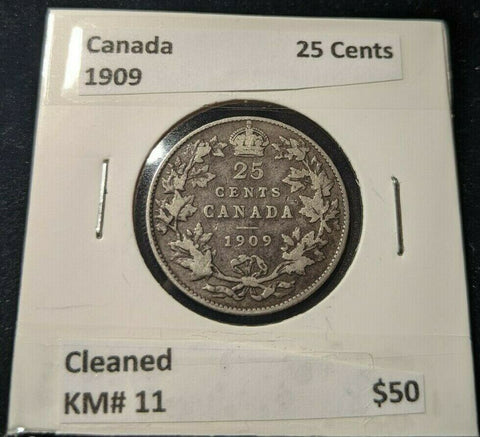 Canada 25 Cents
1909
25
CENTS
CANADA
1909
Cleaned
KM# 11 $50